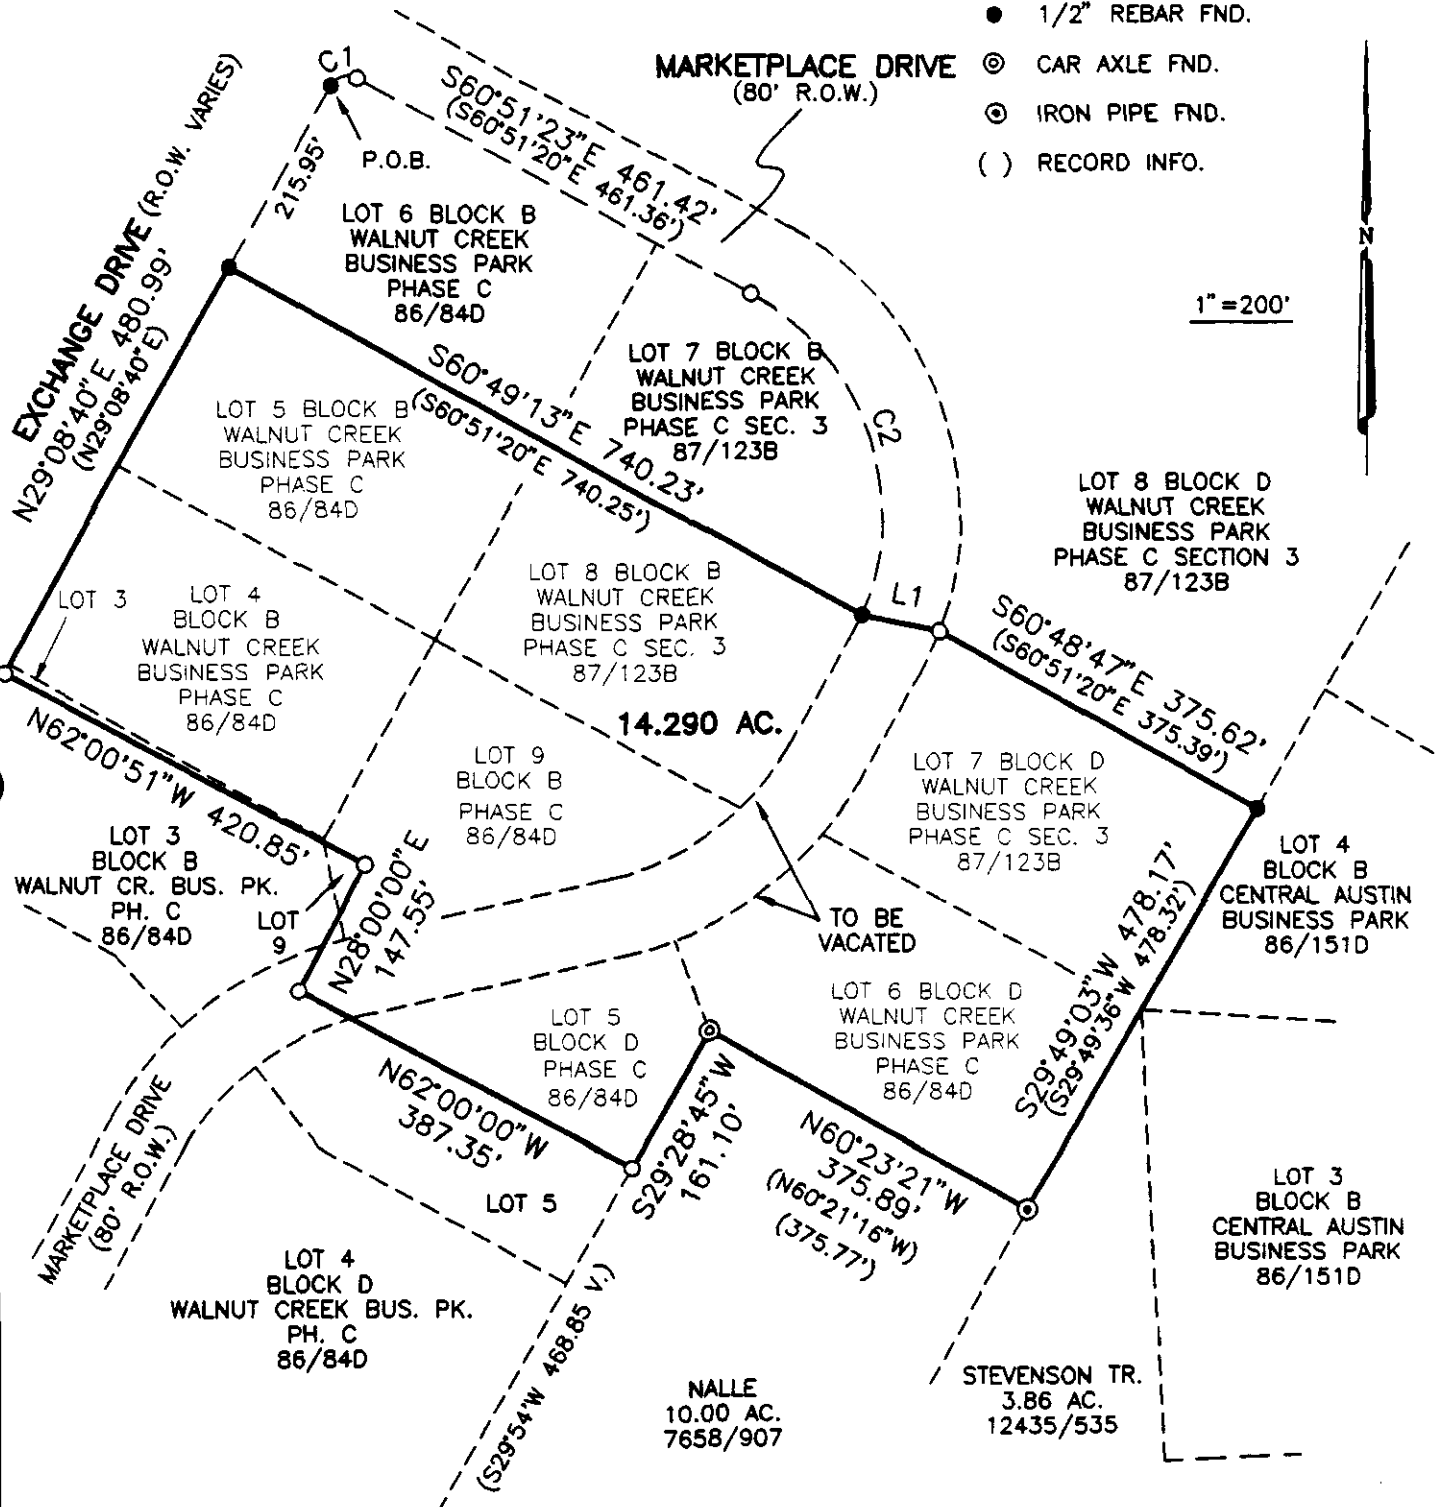 1/2" REBAR FND.
CAR AXLE FND.
IRON PIPE FND.
( ) RECORD INFO.
MARKETPLACE DRIVE
(80' R.O.W.)
C1
P.O.B.
215.95'
S60°51'23"E 461.42'
(S60°51'20"E 461.36')
N
1"=200'
EXCHANGE DRIVE (R.O.W. VARIES)
N29°08'40"E 480.99'
(N29°08'40"E)
LOT 6 BLOCK B
WALNUT CREEK
BUSINESS PARK
PHASE C
86/84D
LOT 7 BLOCK B
WALNUT CREEK
BUSINESS PARK
PHASE C SEC. 3
87/123B
C2
S60°49'13"E 740.23'
(S60°51'20"E 740.25')
LOT 5 BLOCK B
WALNUT CREEK
BUSINESS PARK
PHASE C
86/84D
LOT 8 BLOCK D
WALNUT CREEK
BUSINESS PARK
PHASE C SECTION 3
87/123B
LOT 3
LOT 4
BLOCK B
WALNUT CREEK
BUSINESS PARK
PHASE C
86/84D
LOT 8 BLOCK B
WALNUT CREEK
BUSINESS PARK
PHASE C SEC. 3
87/123B
L1
S60°48'47"E 375.62'
(S60°51'20"E 375.39')
14.290 AC.
N62°00'51"W 420.85'
LOT 9
BLOCK B
PHASE C
86/84D
LOT 7 BLOCK D
WALNUT CREEK
BUSINESS PARK
PHASE C SEC. 3
87/123B
LOT 3
BLOCK B
WALNUT CR. BUS. PK.
PH. C
86/84D
LOT
9
N28°00'00"E
147.55'
TO BE
VACATED
LOT 4
BLOCK B
CENTRAL AUSTIN
BUSINESS PARK
86/151D
S29°49'03"W 478.17'
(S29°49'36"W 478.32')
LOT 5
BLOCK D
PHASE C
86/84D
LOT 6 BLOCK D
WALNUT CREEK
BUSINESS PARK
PHASE C
86/84D
MARKETPLACE DRIVE
(80' R.O.W.)
N62°00'00"W
387.35'
S29°28'45"W
161.10'
N60°23'21"W
375.89'
(N60°21'16"W)
(375.77')
LOT 5
LOT 3
BLOCK B
CENTRAL AUSTIN
BUSINESS PARK
86/151D
LOT 4
BLOCK D
WALNUT CREEK BUS. PK.
PH. C
86/84D
(S29°54'W 468.85 V.)
NALLE
10.00 AC.
7658/907
STEVENSON TR.
3.86 AC.
12435/535